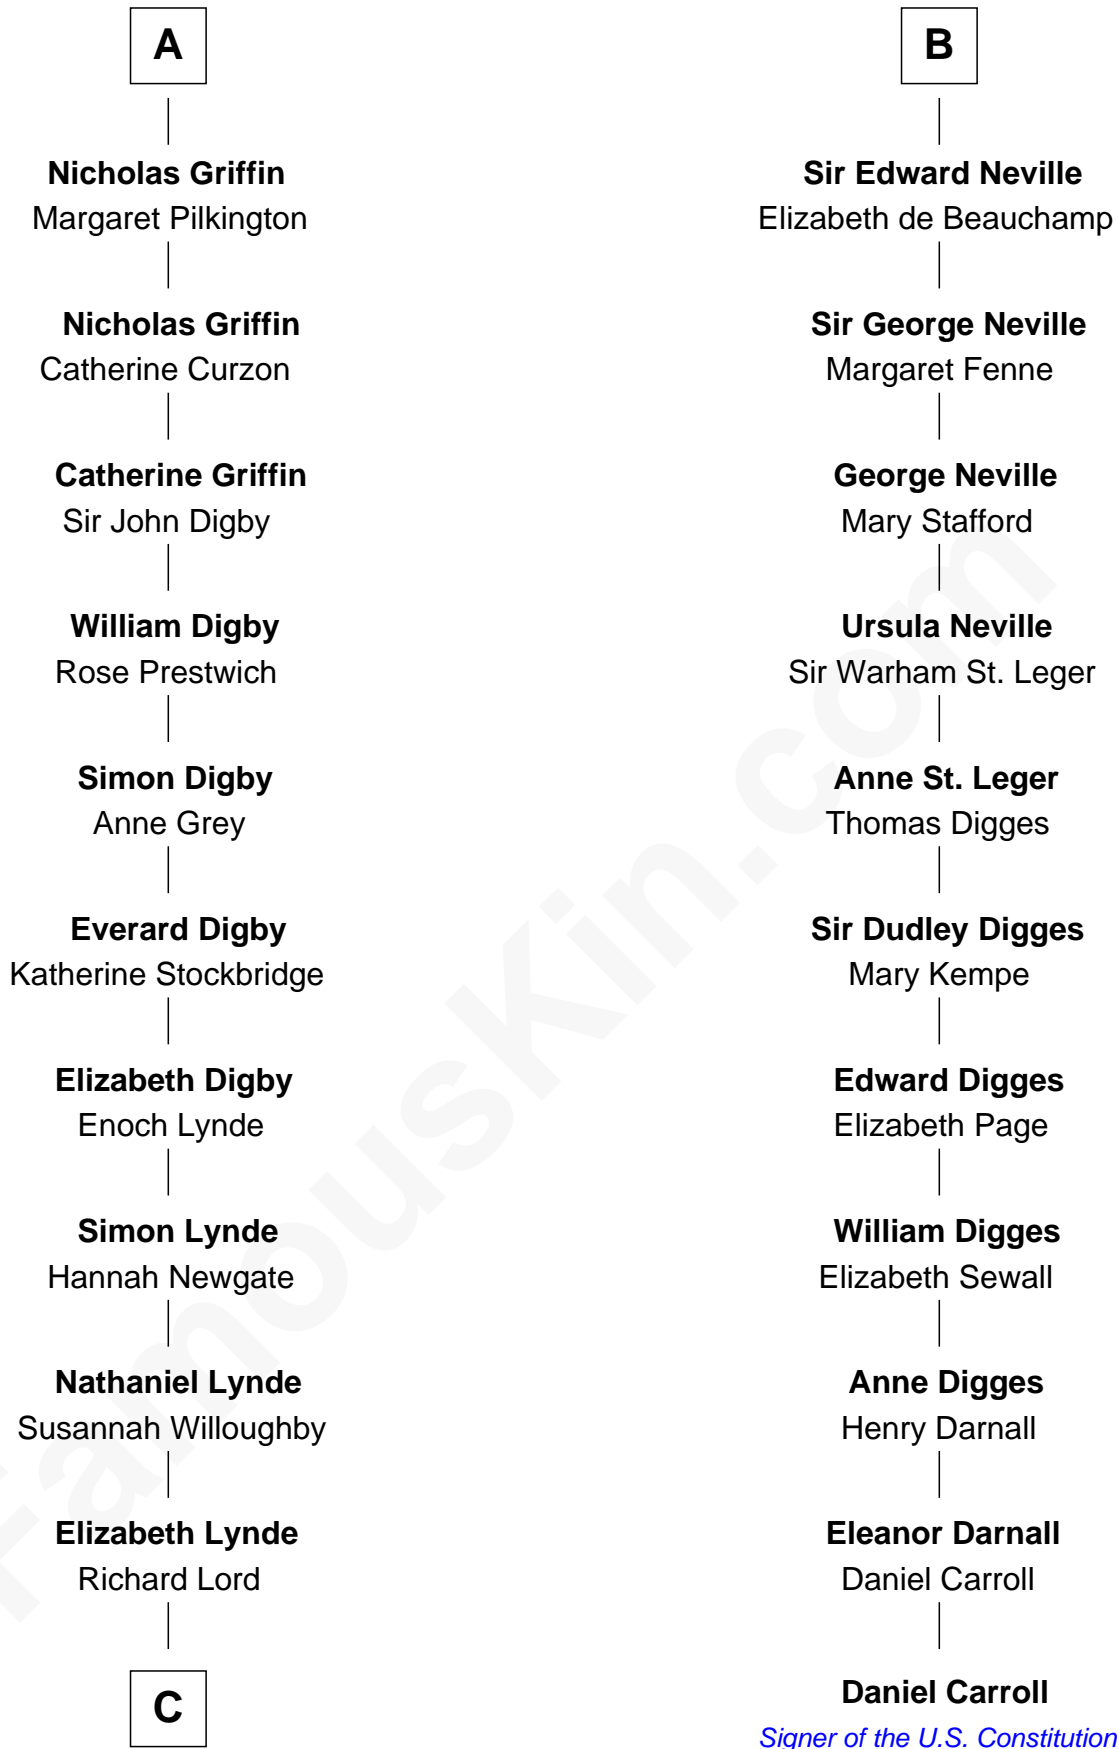 A
Nicholas Griffin
Margaret Pilkington
Nicholas Griffin
Catherine Curzon
Catherine Griffin
Sir John Digby
William Digby
Rose Prestwich
Simon Digby
Anne Grey
Everard Digby
Katherine Stockbridge
Elizabeth Digby
Enoch Lynde
Simon Lynde
Hannah Newgate
Nathaniel Lynde
Susannah Willoughby
Elizabeth Lynde
Richard Lord
C
B
Sir Edward Neville
Elizabeth de Beauchamp
Sir George Neville
Margaret Fenne
George Neville
Mary Stafford
Ursula Neville
Sir Warham St. Leger
Anne St. Leger
Thomas Digges
Sir Dudley Digges
Mary Kempe
Edward Digges
Elizabeth Page
William Digges
Elizabeth Sewall
Anne Digges
Henry Darnall
Eleanor Darnall
Daniel Carroll
Daniel Carroll
Signer of the U.S. Constitution
FamousKin.com